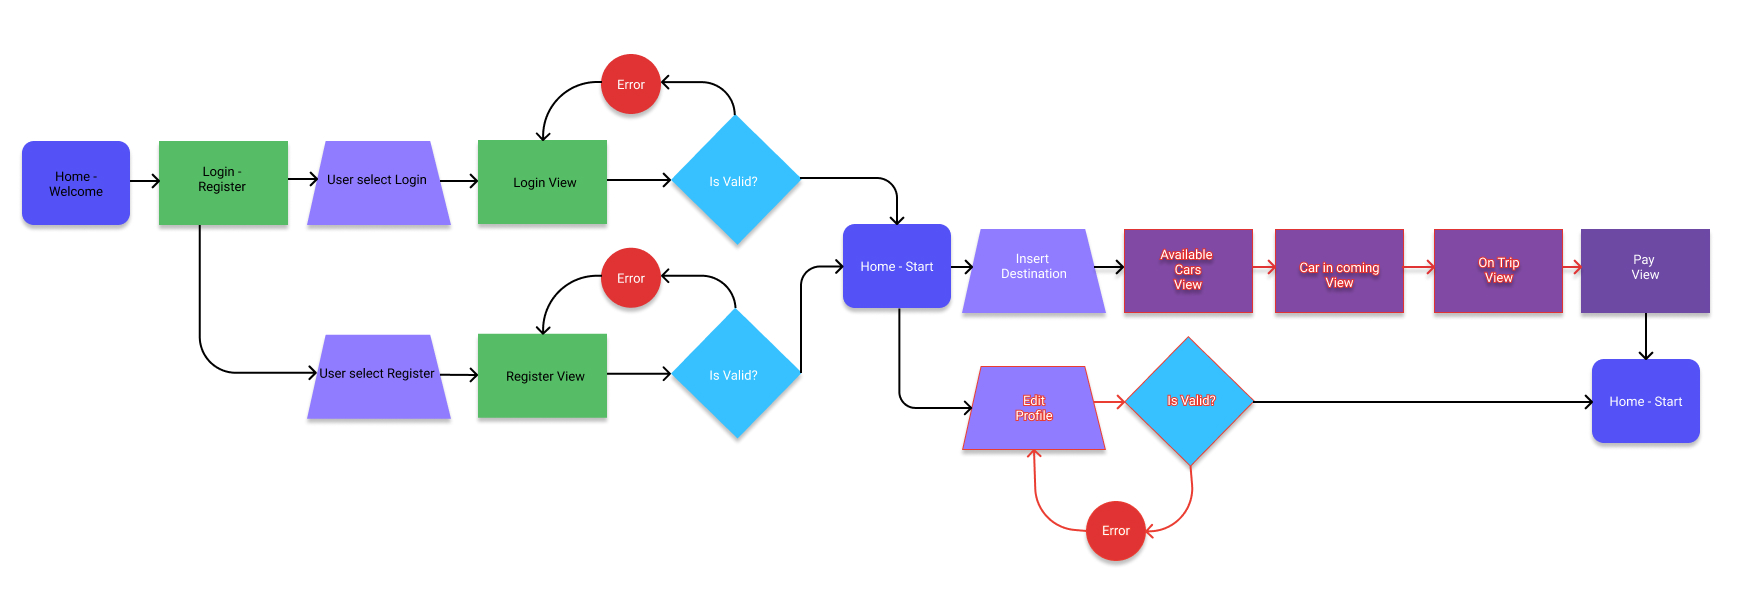 Error
Home -
Welcome
Login -
Register
User select Login
Login View
Is Valid?
Error
User select Register
Register View
Is Valid?
Home - Start
Insert
Destination
Available
Cars
View
Car in coming
View
On Trip
View
Pay
View
Edit
Profile
Is Valid?
Home - Start
Error